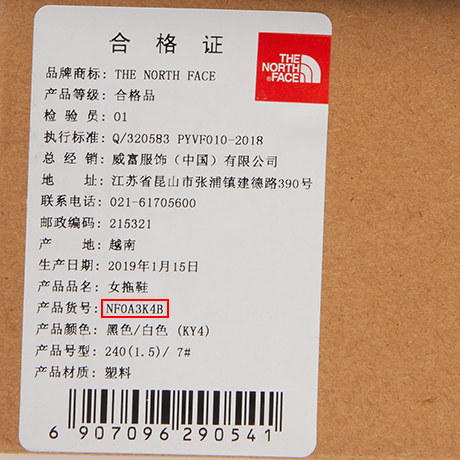 合格证
THE
NORTH
FACE
品牌商标: THE NORTH FACE
产品等级: 合格品
检 验 员: 01
执行标准: Q/320583 PYVF010-2018
总 经 销: 威富服饰（中国）有限公司
地 址: 江苏省昆山市张浦镇建德路390号
联系电话: 021-61705600
邮政编码: 215321
产 地: 越南
生产日期: 2019年1月15日
产品品名: 女拖鞋
产品货号: NF0A3K4B
产品颜色: 黑色/白色 (KY4)
产品号型: 240(1.5)/ 7#
产品材质: 塑料
6 907096 290541